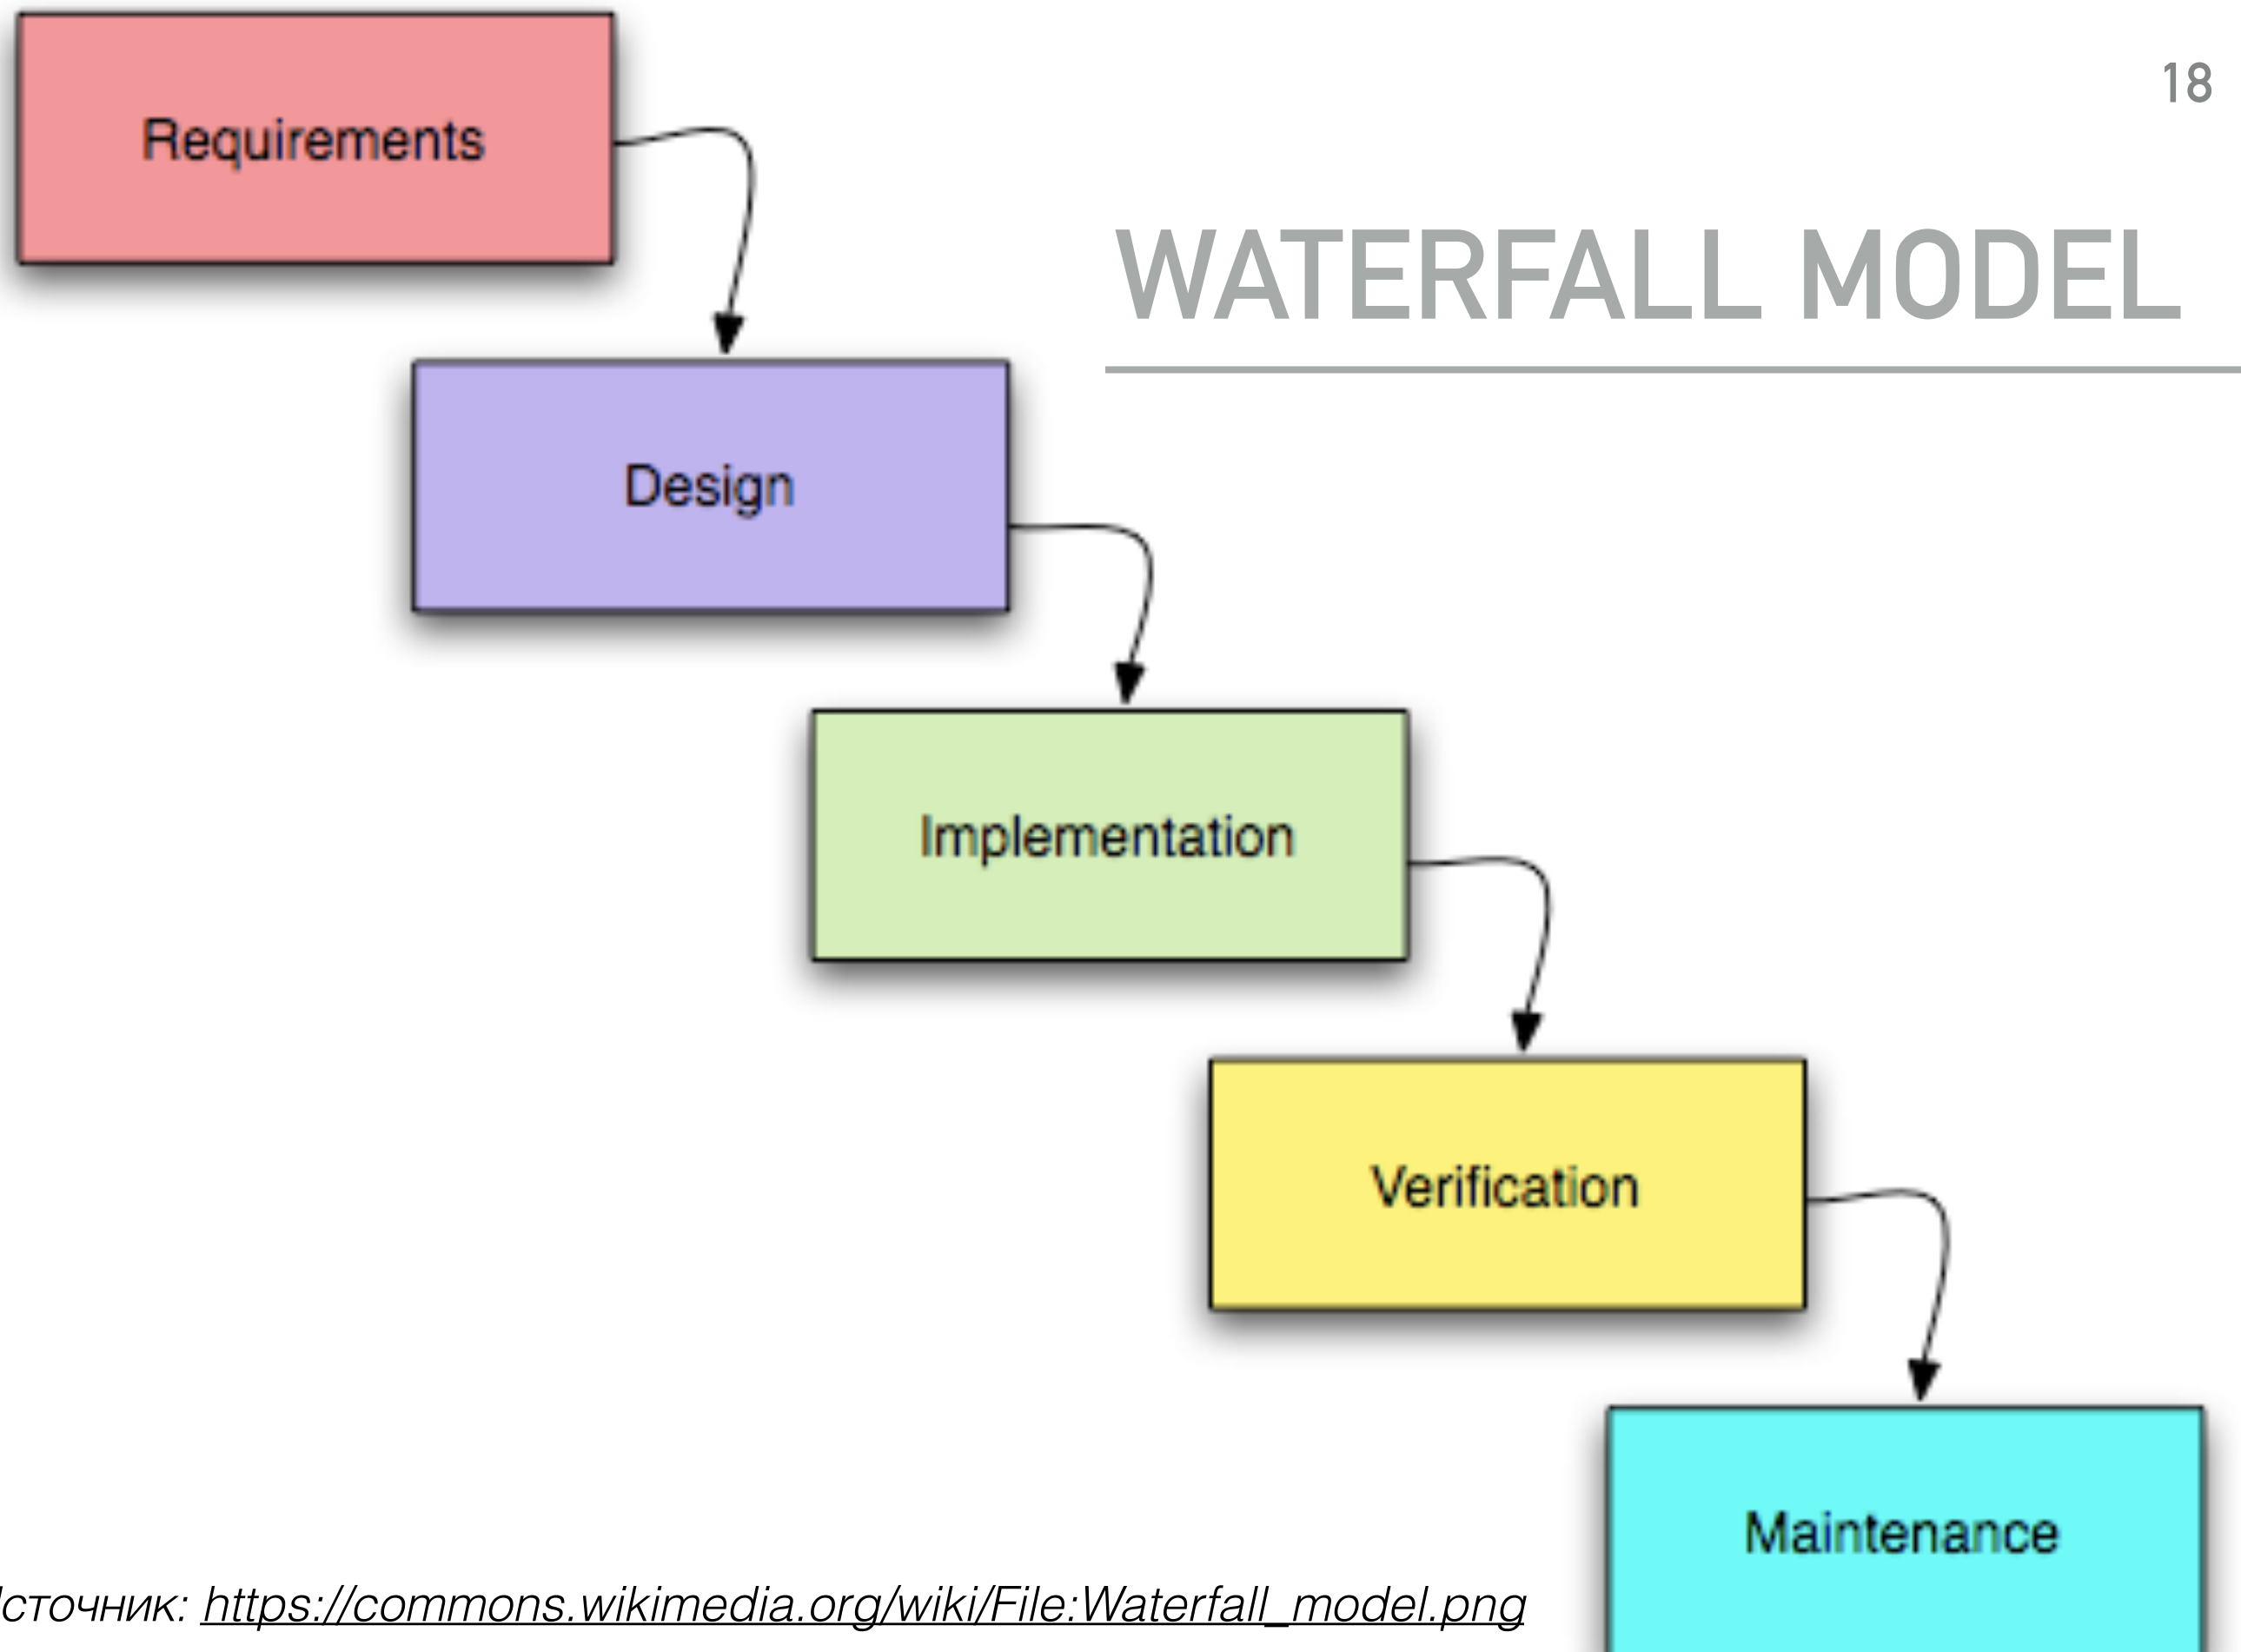 18
WATERFALL MODEL
Requirements
Design
Implementation
Verification
Maintenance
сточник: https://commons.wikimedia.org/wiki/File:Waterfall_model.png